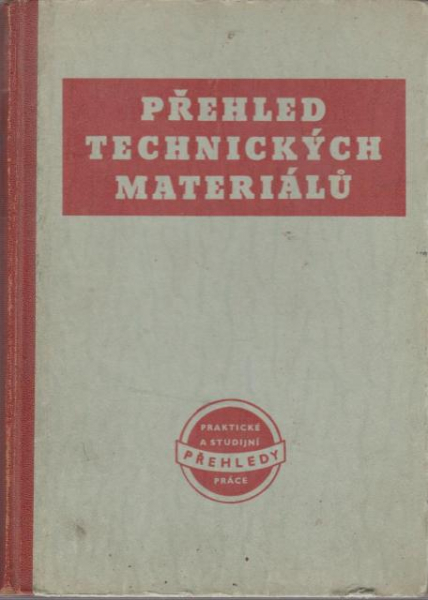 PŘEHLED
TECHNICKÝCH
MATERIÁLŮ
PRAKTICKÉ
A STUDIJNÍ
PŘEHLEDY
PRÁCE